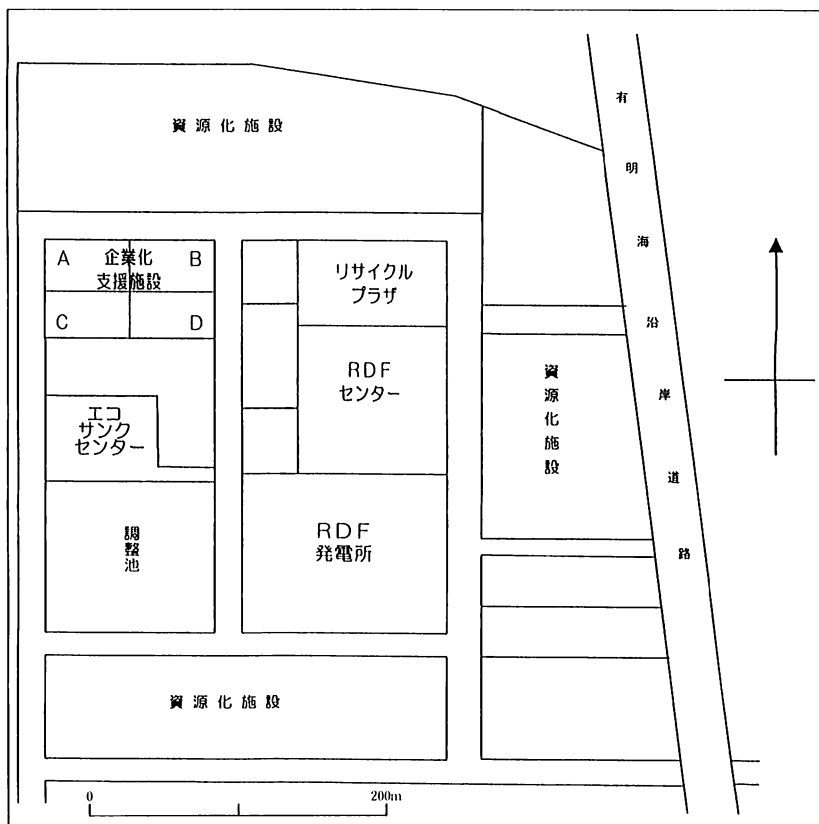 資源化施設
A
企業化
支援施設
B
C
D
エコ
サンク
センター
調
整
池
リサイクル
プラザ
RDF
センター
RDF
発電所
資
源
化
施
設
有
明
海
沿
岸
道
路
資源化施設
0
200m